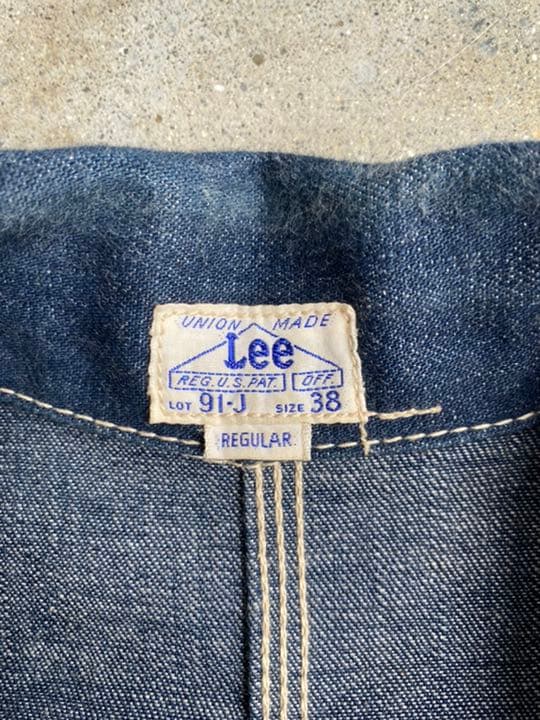 UNION MADE
Lee
REG. U.S. PAT. OFF.
LOT 91-J SIZE 38
REGULAR